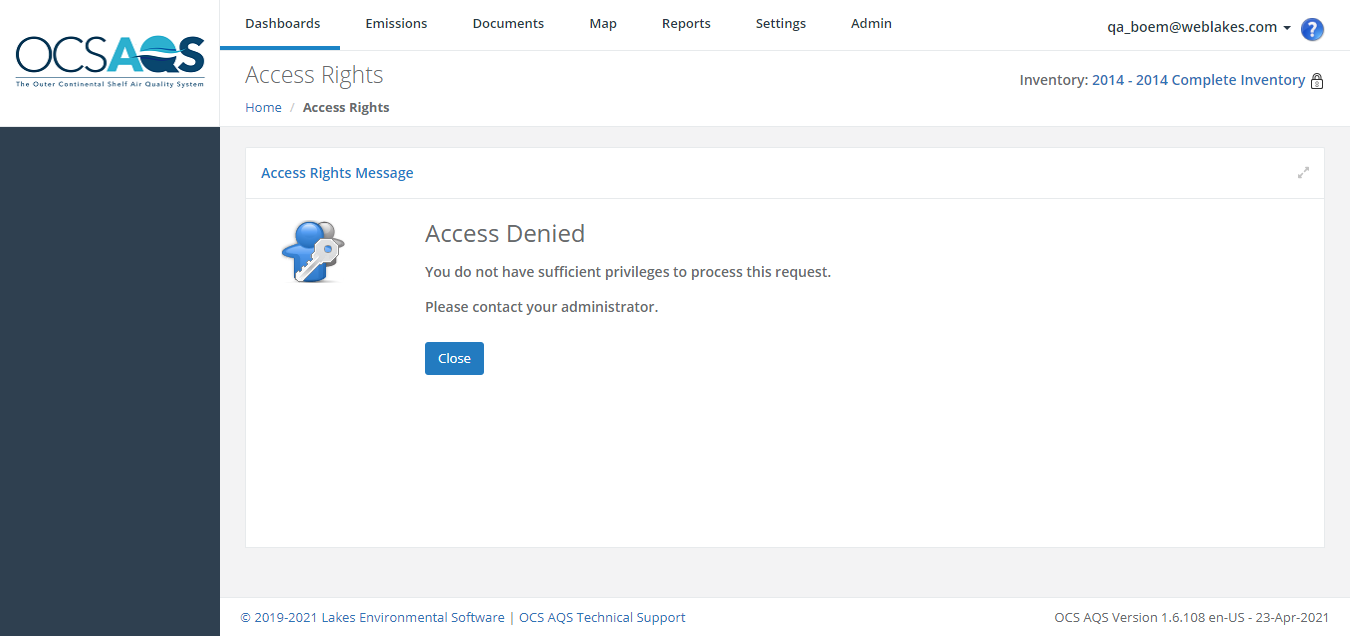 OCSAQS
The Outer Continental Shelf Air Quality System
Dashboards Emissions Documents Map Reports Settings Admin
qa_boem@weblakes.com ?
Access Rights
Inventory: 2014 - 2014 Complete Inventory
Home / Access Rights
Access Rights Message
Access Denied
You do not have sufficient privileges to process this request.
Please contact your administrator.
Close
© 2019-2021 Lakes Environmental Software | OCS AQS Technical Support
OCS AQS Version 1.6.108 en-US - 23-Apr-2021